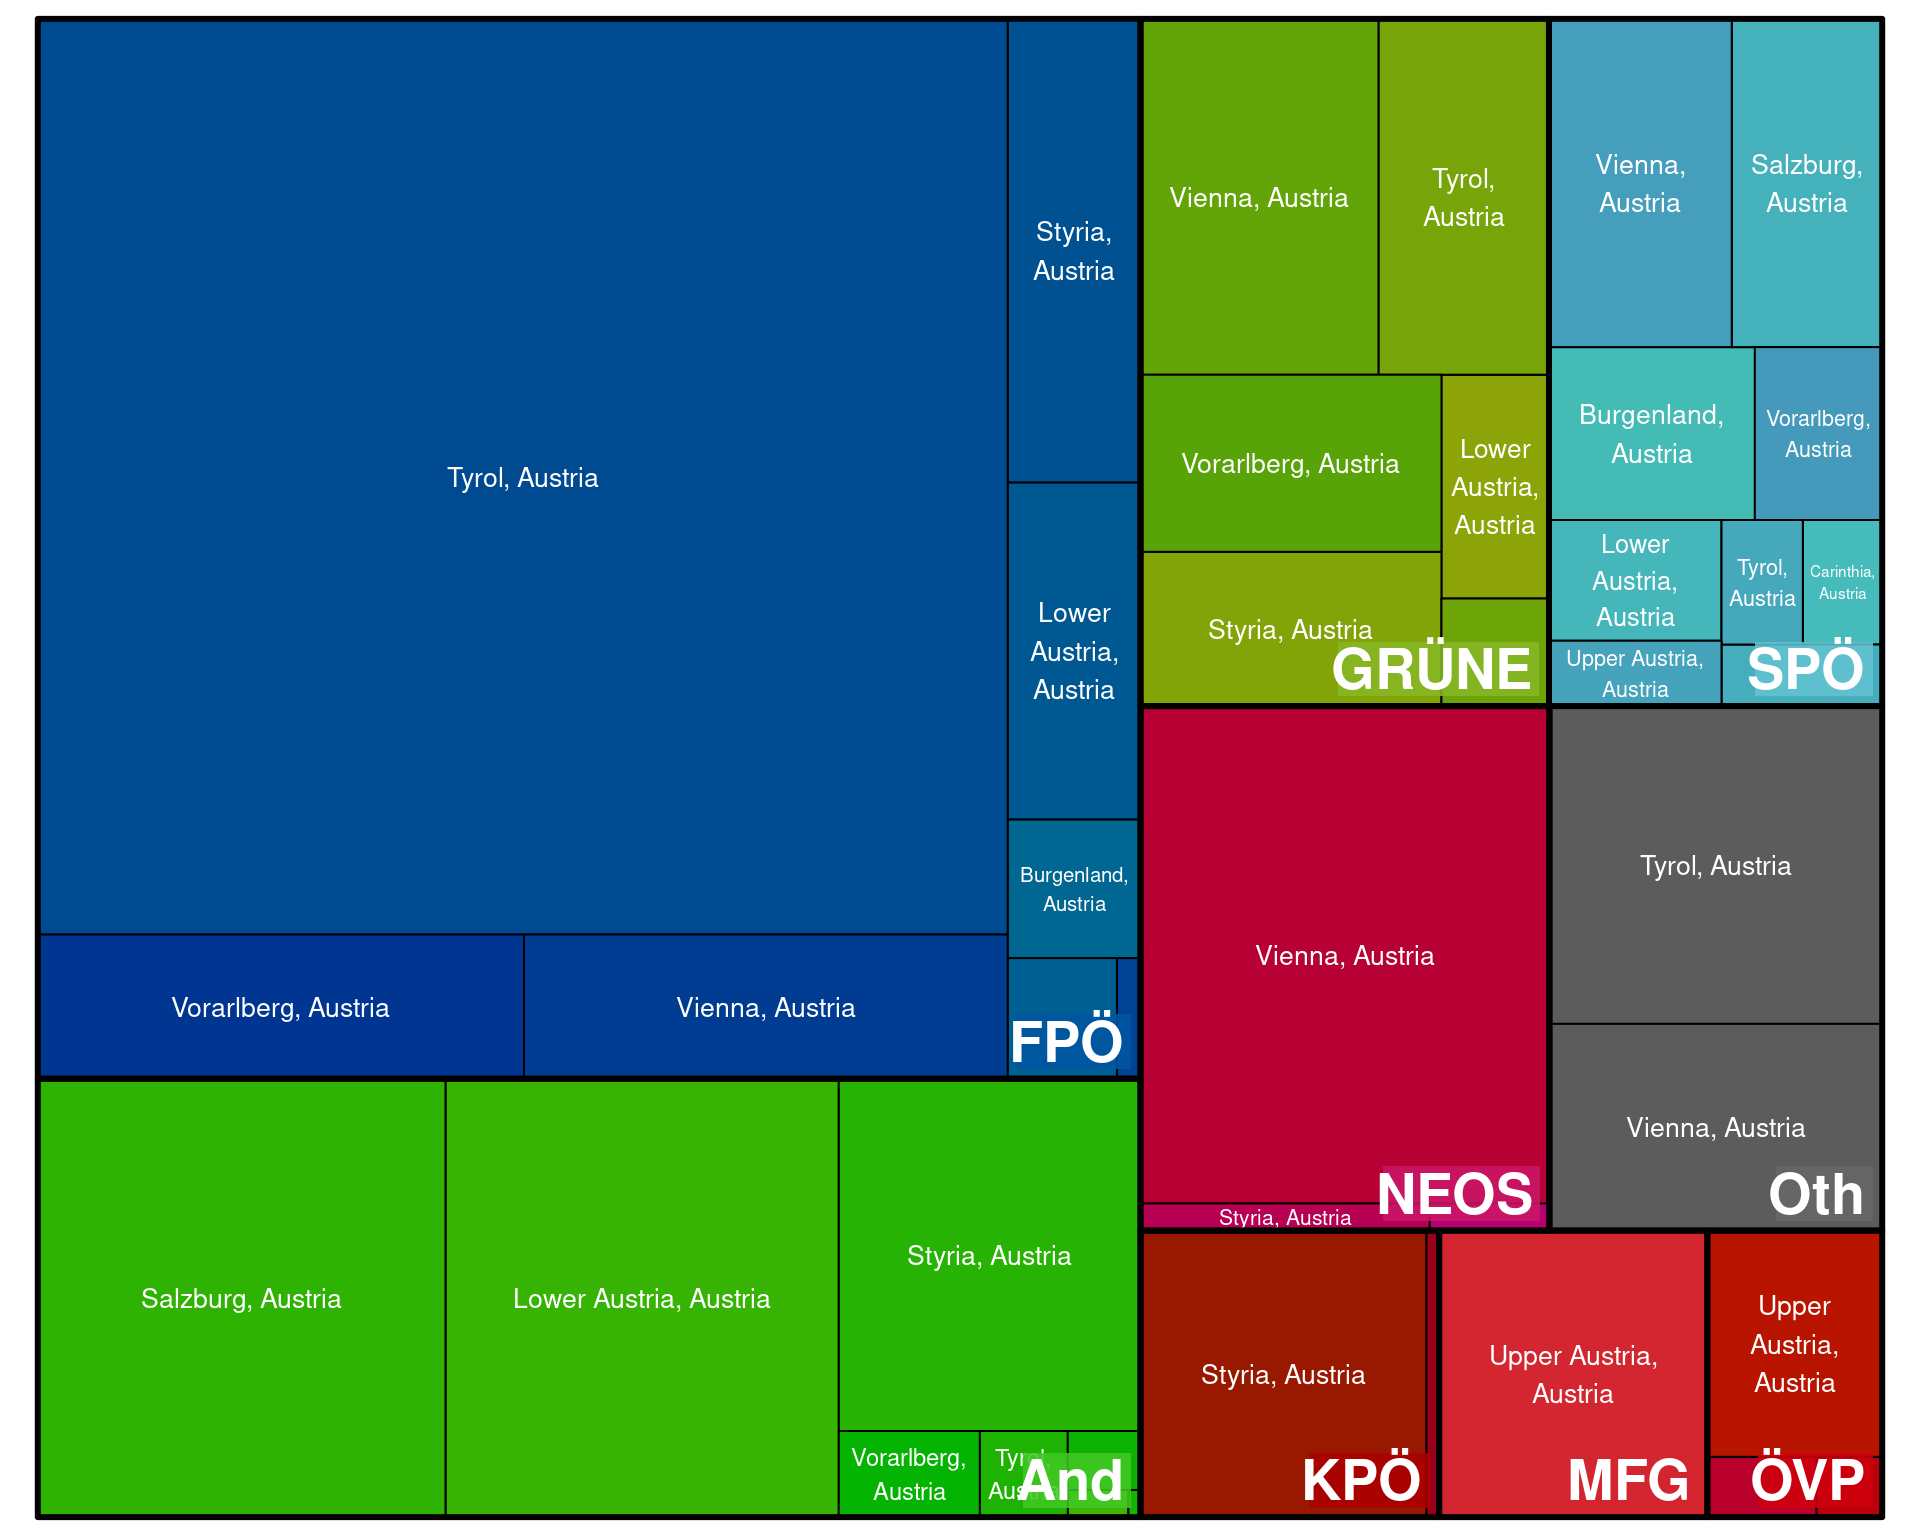 Tyrol, Austria
Styria,
Austria
Lower
Austria,
Austria
Burgenland,
Austria
Vorarlberg, Austria
Vienna, Austria
FPÖ
Salzburg, Austria
Lower Austria, Austria
Styria, Austria
Vorarlberg,
Austria
Tyrol,
Austria
And
Vienna, Austria
Tyrol,
Austria
Vorarlberg, Austria
Lower
Austria,
Austria
Styria, Austria
GRÜNE
Vienna,
Austria
Salzburg,
Austria
Burgenland,
Austria
Vorarlberg,
Austria
Lower
Austria,
Austria
Tyrol,
Austria
Carinthia,
Austria
Upper Austria,
Austria
SPÖ
Vienna, Austria
Styria, Austria
NEOS
Tyrol, Austria
Vienna, Austria
Oth
Styria, Austria
KPÖ
Upper Austria,
Austria
MFG
Upper
Austria,
Austria
ÖVP